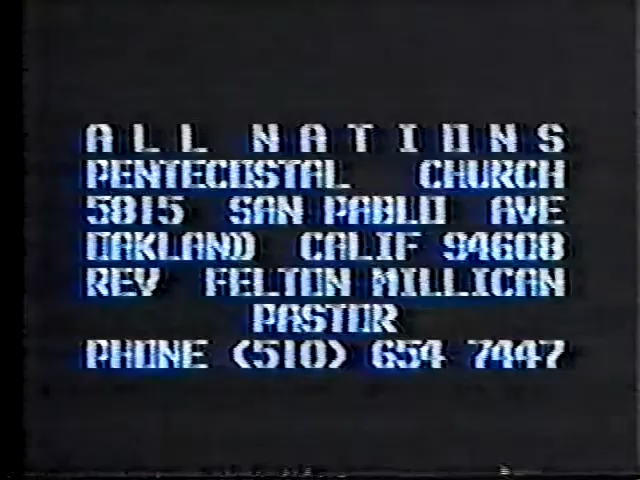 ALL NATIONS
PENTECOSTAL CHURCH
5815 SAN PABLO AVE
OAKLAND CALIF 94608
REV FELTON MILLICAN
PASTOR
PHONE (510) 654 7447